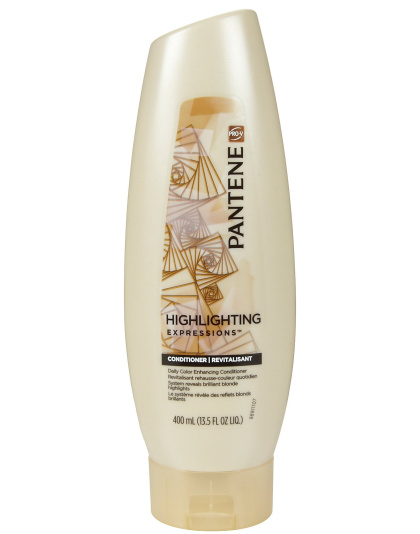 PRO-V
PANTENE
HIGHLIGHTING
EXPRESSIONS™
CONDITIONER | REVITALISANT
Daily Color Enhancing Conditioner
Revitalisant rehausse-couleur quotidien
System reveals brilliant blonde
highlights
Le système révèle des reflets blonds
brillants
400 mL (13.5 FL OZ LIQ.)